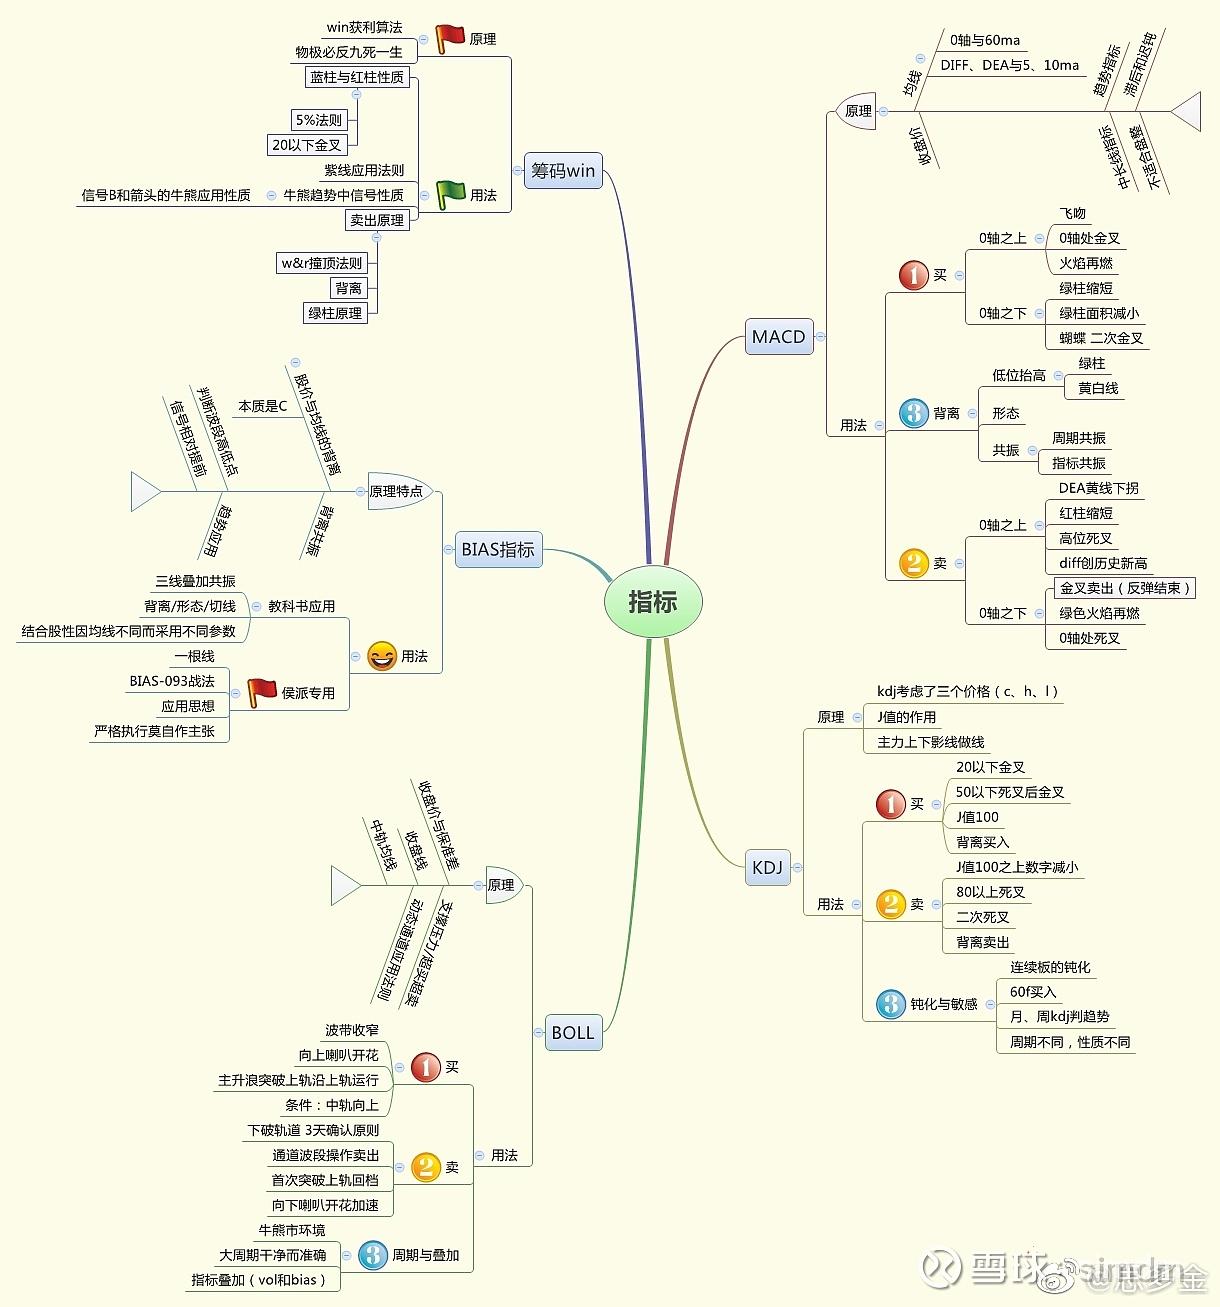 指标
筹码win
原理
win获利算法
物极必反九死一生
用法
蓝柱与红柱性质
5%法则
20以下金叉
紫线应用法则
牛熊趋势中信号性质
信号B和箭头的牛熊应用性质
卖出原理
w&r撞顶法则
背离
绿柱原理
BIAS指标
原理特点
股价与均线的背离
本质是C
判断波段高低点
信号相对提前
背离共振
趋势应用
用法
教科书应用
三线叠加共振
背离/形态/切线
结合股性因均线不同而采用不同参数
侯派专用
一根线
BIAS-093战法
应用思想
严格执行莫自作主张
BOLL
原理
收盘价与保准差
收盘线
中轨均线
支撑压力/超买超卖
动态通道应用法则
用法
1
买
波带收窄
向上喇叭开花
主升浪突破上轨沿上轨运行
条件：中轨向上
2
卖
下破轨道 3天确认原则
通道波段操作卖出
首次突破上轨回档
向下喇叭开花加速
3
周期与叠加
牛熊市环境
大周期干净而准确
指标叠加（vol和bias）
MACD
原理
均线
0轴与60ma
DIFF、DEA与5、10ma
收盘价
趋势指标
滞后和迟钝
中长线指标
不适合盘整
用法
1
买
0轴之上
飞吻
0轴处金叉
火焰再燃
0轴之下
绿柱缩短
绿柱面积减小
蝴蝶 二次金叉
3
背离
低位抬高
绿柱
黄白线
形态
共振
周期共振
指标共振
2
卖
0轴之上
DEA黄线下拐
红柱缩短
高位死叉
diff创历史新高
0轴之下
金叉卖出（反弹结束）
绿色火焰再燃
0轴处死叉
KDJ
原理
kdj考虑了三个价格（c、h、l）
J值的作用
主力上下影线做线
用法
1
买
20以下金叉
50以下死叉后金叉
J值100
背离买入
2
卖
J值100之上数字减小
80以上死叉
二次死叉
背离卖出
3
钝化与敏感
连续板的钝化
60f买入
月、周kdj判趋势
周期不同，性质不同
雪球